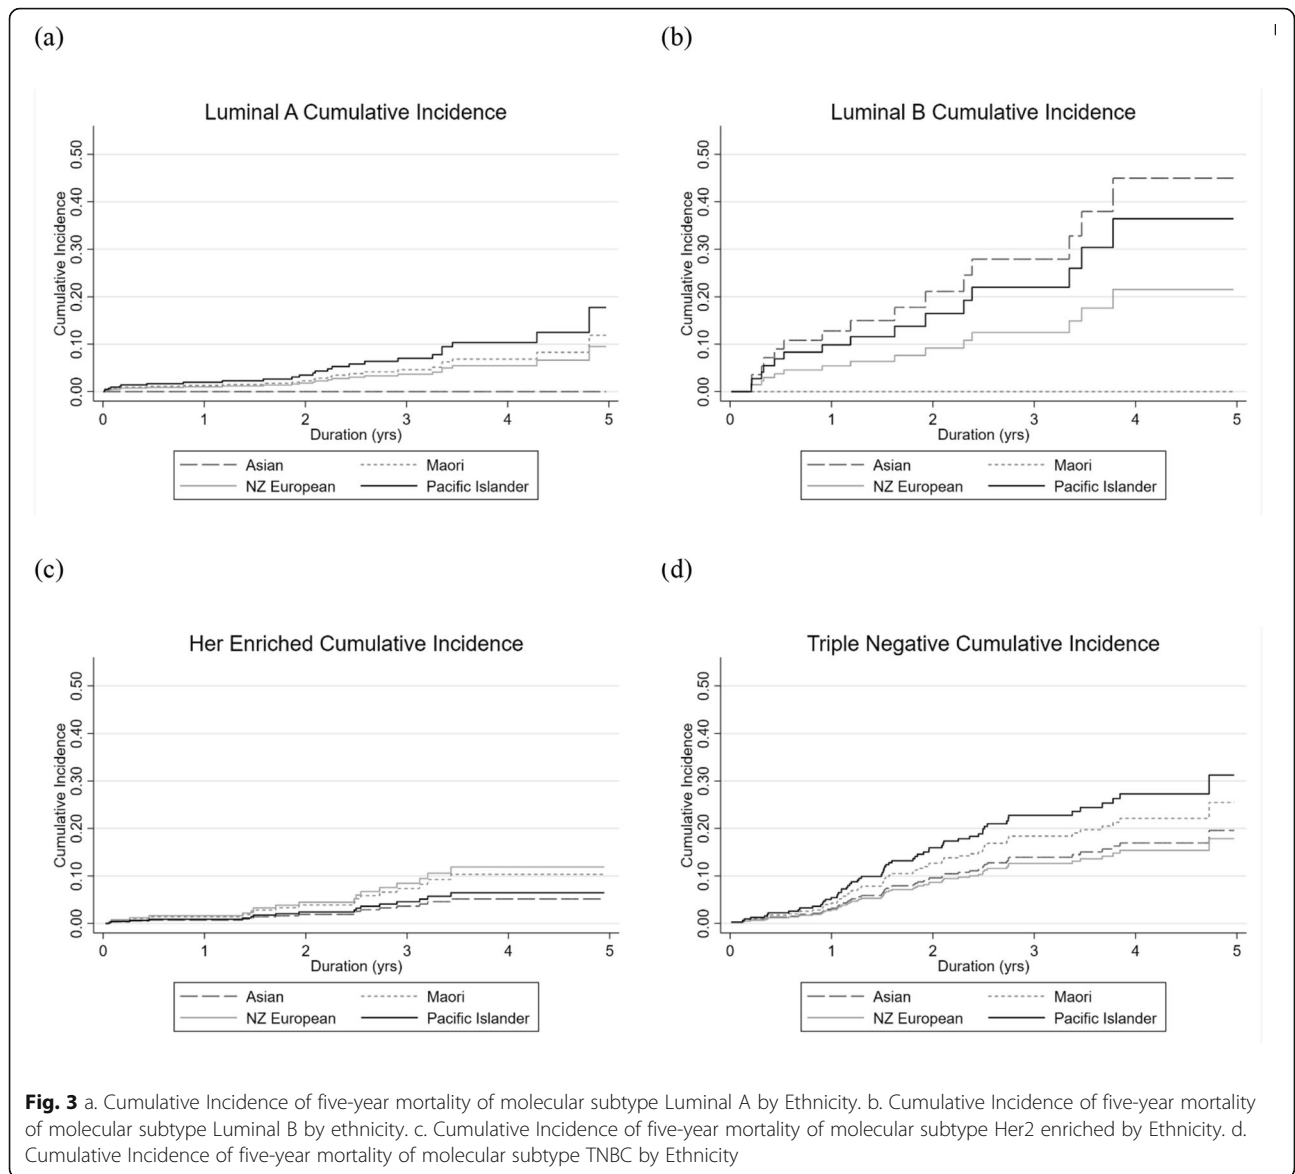 (a)
Luminal A Cumulative Incidence
Cumulative Incidence
0.50
0.40
0.30
0.20
0.10
0.00
0 1 2 3 4 5
Duration (yrs)
Asian Maori
NZ European Pacific Islander
(b)
Luminal B Cumulative Incidence
Cumulative Incidence
0.50
0.40
0.30
0.20
0.10
0.00
0 1 2 3 4 5
Duration (yrs)
Asian Maori
NZ European Pacific Islander
(c)
Her Enriched Cumulative Incidence
Cumulative Incidence
0.50
0.40
0.30
0.20
0.10
0.00
0 1 2 3 4 5
Duration (yrs)
Asian Maori
NZ European Pacific Islander
(d)
Triple Negative Cumulative Incidence
Cumulative Incidence
0.50
0.40
0.30
0.20
0.10
0.00
0 1 2 3 4 5
Duration (yrs)
Asian Maori
NZ European Pacific Islander
Fig. 3 a. Cumulative Incidence of five-year mortality of molecular subtype Luminal A by Ethnicity. b. Cumulative Incidence of five-year mortality
of molecular subtype Luminal B by ethnicity. c. Cumulative Incidence of five-year mortality of molecular subtype Her2 enriched by Ethnicity. d.
Cumulative Incidence of five-year mortality of molecular subtype TNBC by Ethnicity